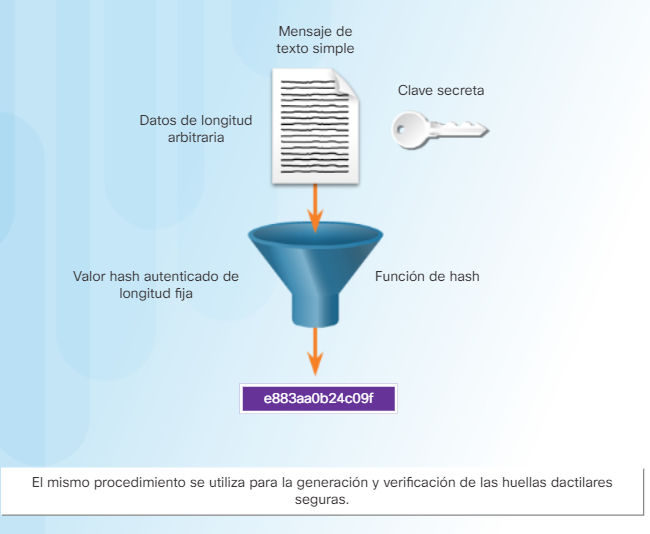 Mensaje de
texto simple
Clave secreta
Datos de longitud
arbitraria
Valor hash autenticado de
longitud fija
Función de hash
e883aa0b24c09f
El mismo procedimiento se utiliza para la generación y verificación de las huellas dactilares
seguras.